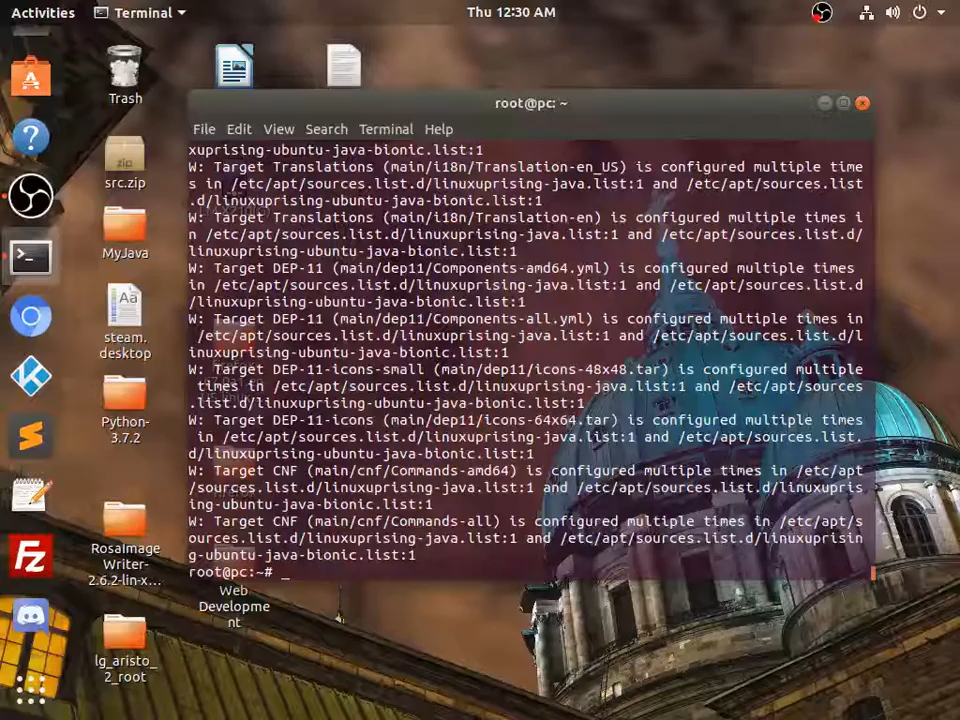 Activities Terminal Thu 12:30 AM
Trash
src.zip
zip
MyJava
Aa
steam.
desktop
Python-
3.7.2
RosaImage
Writer-
2.6.2-lin-x…
lg_aristo_
2_root
Web
Developme
nt
root@pc: ~
File Edit View Search Terminal Help
xuprising-ubuntu-java-bionic.list:1
W: Target Translations (main/i18n/Translation-en_US) is configured multiple time
s in /etc/apt/sources.list.d/linuxuprising-java.list:1 and /etc/apt/sources.list
.d/linuxuprising-ubuntu-java-bionic.list:1
W: Target Translations (main/i18n/Translation-en) is configured multiple times i
n /etc/apt/sources.list.d/linuxuprising-java.list:1 and /etc/apt/sources.list.d/
linuxuprising-ubuntu-java-bionic.list:1
W: Target DEP-11 (main/dep11/Components-amd64.yml) is configured multiple times
in /etc/apt/sources.list.d/linuxuprising-java.list:1 and /etc/apt/sources.list.d
/linuxuprising-ubuntu-java-bionic.list:1
W: Target DEP-11 (main/dep11/Components-all.yml) is configured multiple times in
/etc/apt/sources.list.d/linuxuprising-java.list:1 and /etc/apt/sources.list.d/l
inuxuprising-ubuntu-java-bionic.list:1
W: Target DEP-11-icons-small (main/dep11/icons-48x48.tar) is configured multiple
times in /etc/apt/sources.list.d/linuxuprising-java.list:1 and /etc/apt/sources
.list.d/linuxuprising-ubuntu-java-bionic.list:1
W: Target DEP-11-icons (main/dep11/icons-64x64.tar) is configured multiple times
in /etc/apt/sources.list.d/linuxuprising-java.list:1 and /etc/apt/sources.list.
d/linuxuprising-ubuntu-java-bionic.list:1
W: Target CNF (main/cnf/Commands-amd64) is configured multiple times in /etc/apt
/sources.list.d/linuxuprising-java.list:1 and /etc/apt/sources.list.d/linuxupris
ing-ubuntu-java-bionic.list:1
W: Target CNF (main/cnf/Commands-all) is configured multiple times in /etc/apt/s
ources.list.d/linuxuprising-java.list:1 and /etc/apt/sources.list.d/linuxuprisin
g-ubuntu-java-bionic.list:1
root@pc:~# _